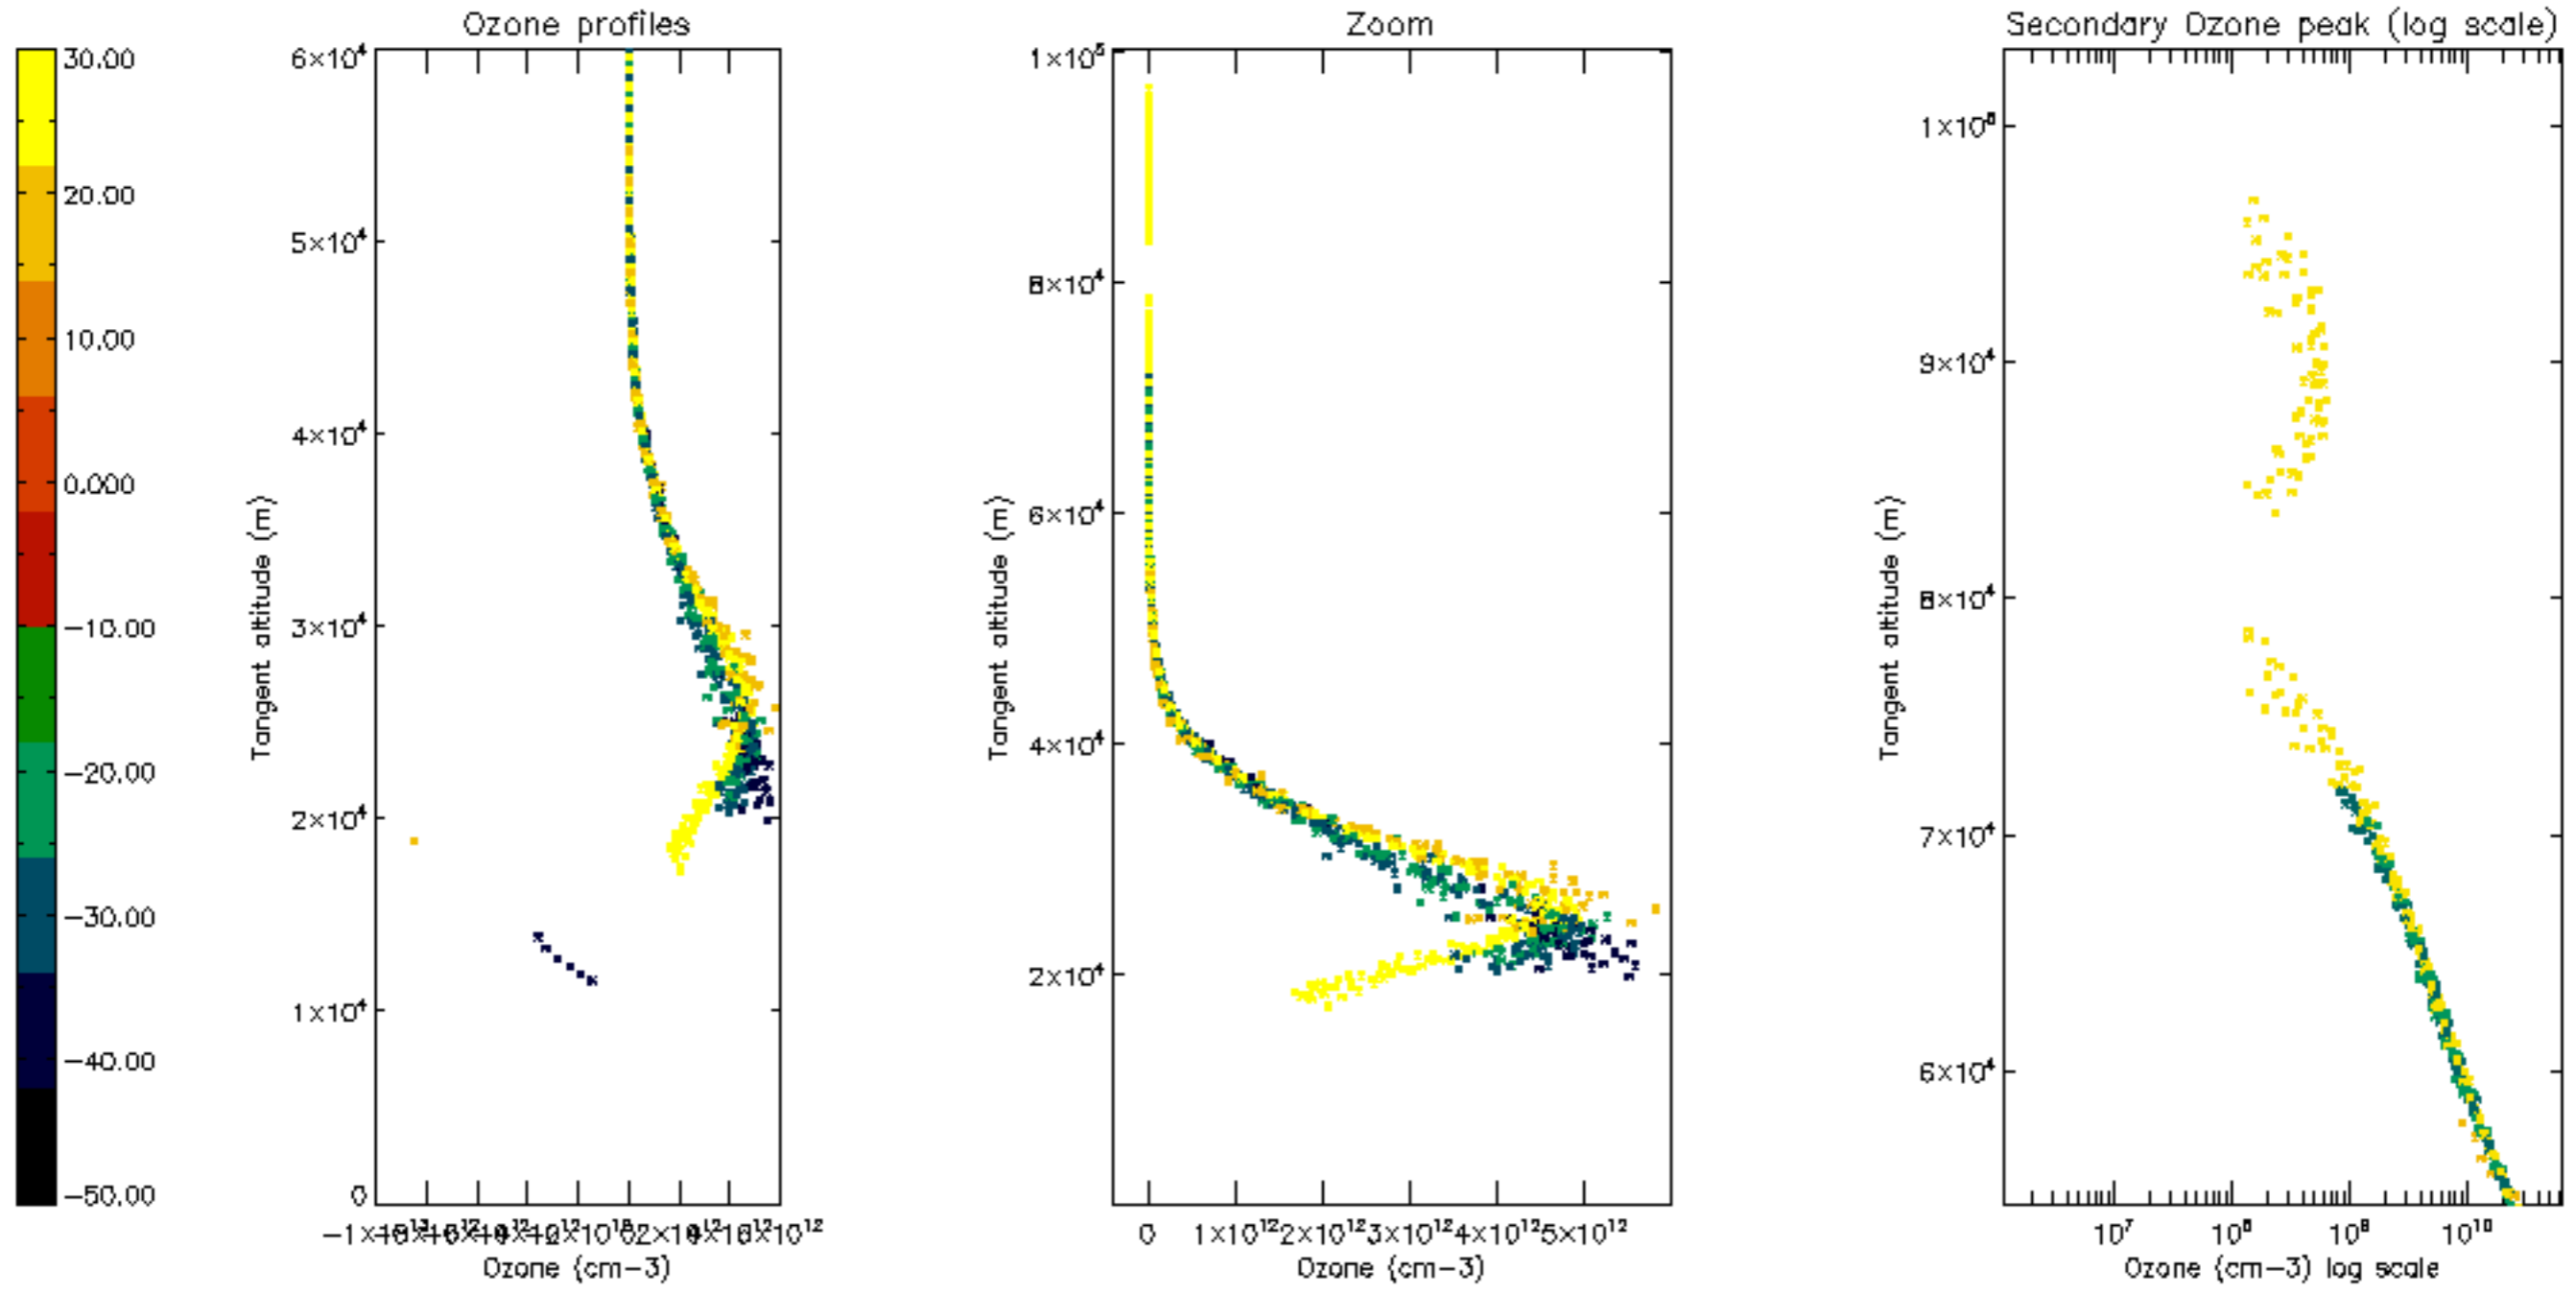 Ozone profiles
Zoom
Secondary Ozone peak (log scale)
30.00
20.00
10.00
0.000
−10.00
−20.00
−30.00
−40.00
−50.00
6×10⁴
5×10⁴
4×10⁴
3×10⁴
2×10⁴
1×10⁴
0
Tangent altitude (m)
Ozone (cm−3)
1×10⁵
8×10⁴
6×10⁴
4×10⁴
2×10⁴
Tangent altitude (m)
0 1×10¹² 2×10¹² 3×10¹² 4×10¹² 5×10¹²
Ozone (cm−3)
1×10⁵
9×10⁴
8×10⁴
7×10⁴
6×10⁴
Tangent altitude (m)
10⁷ 10⁸ 10⁹ 10¹⁰
Ozone (cm−3) log scale